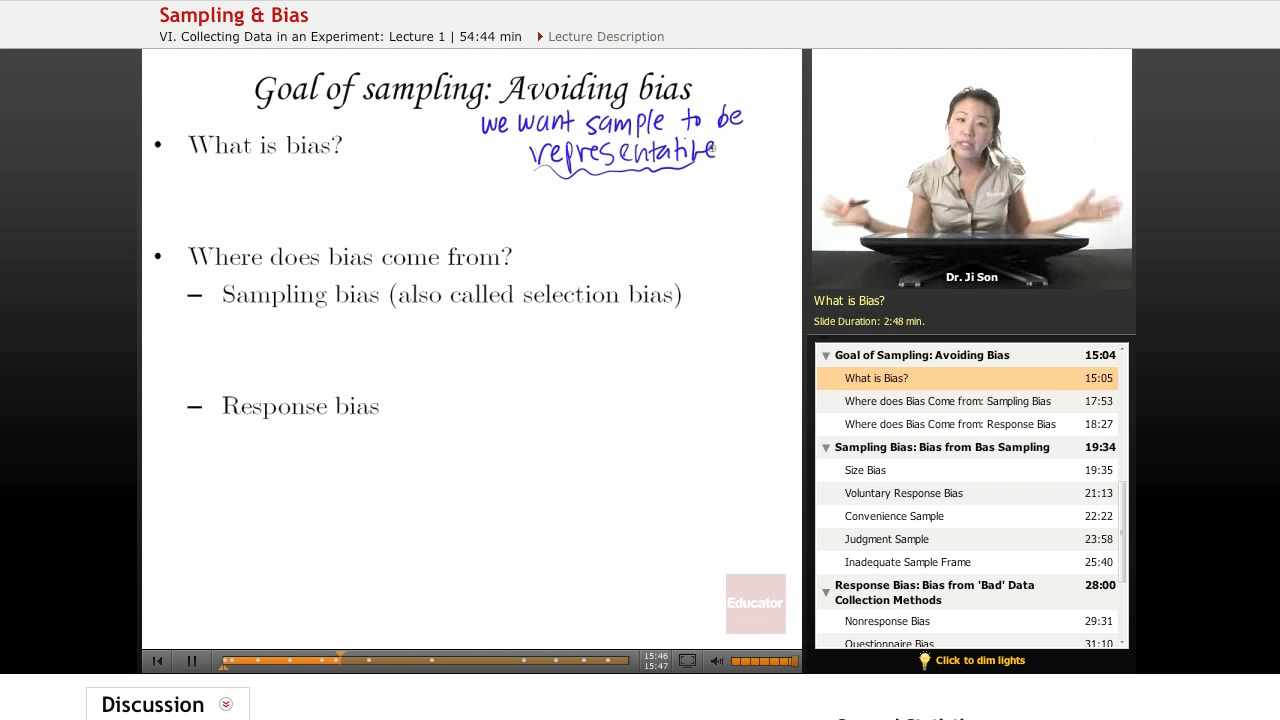 Sampling & Bias
VI. Collecting Data in an Experiment: Lecture 1 | 54:44 min
Lecture Description
Goal of sampling: Avoiding bias
we want sample to be
representative
• What is bias?
• Where does bias come from?
– Sampling bias (also called selection bias)
– Response bias
Educator
15:46
15:47
Dr. Ji Son
What is Bias?
Slide Duration: 2:48 min.
Goal of Sampling: Avoiding Bias 15:04
What is Bias? 15:05
Where does Bias Come from: Sampling Bias 17:53
Where does Bias Come from: Response Bias 18:27
Sampling Bias: Bias from Bas Sampling 19:34
Size Bias 19:35
Voluntary Response Bias 21:13
Convenience Sample 22:22
Judgment Sample 23:58
Inadequate Sample Frame 25:40
Response Bias: Bias from 'Bad' Data 28:00
Collection Methods
Nonresponse Bias 29:31
Questionnaire Bias 31:10
Click to dim lights
Discussion